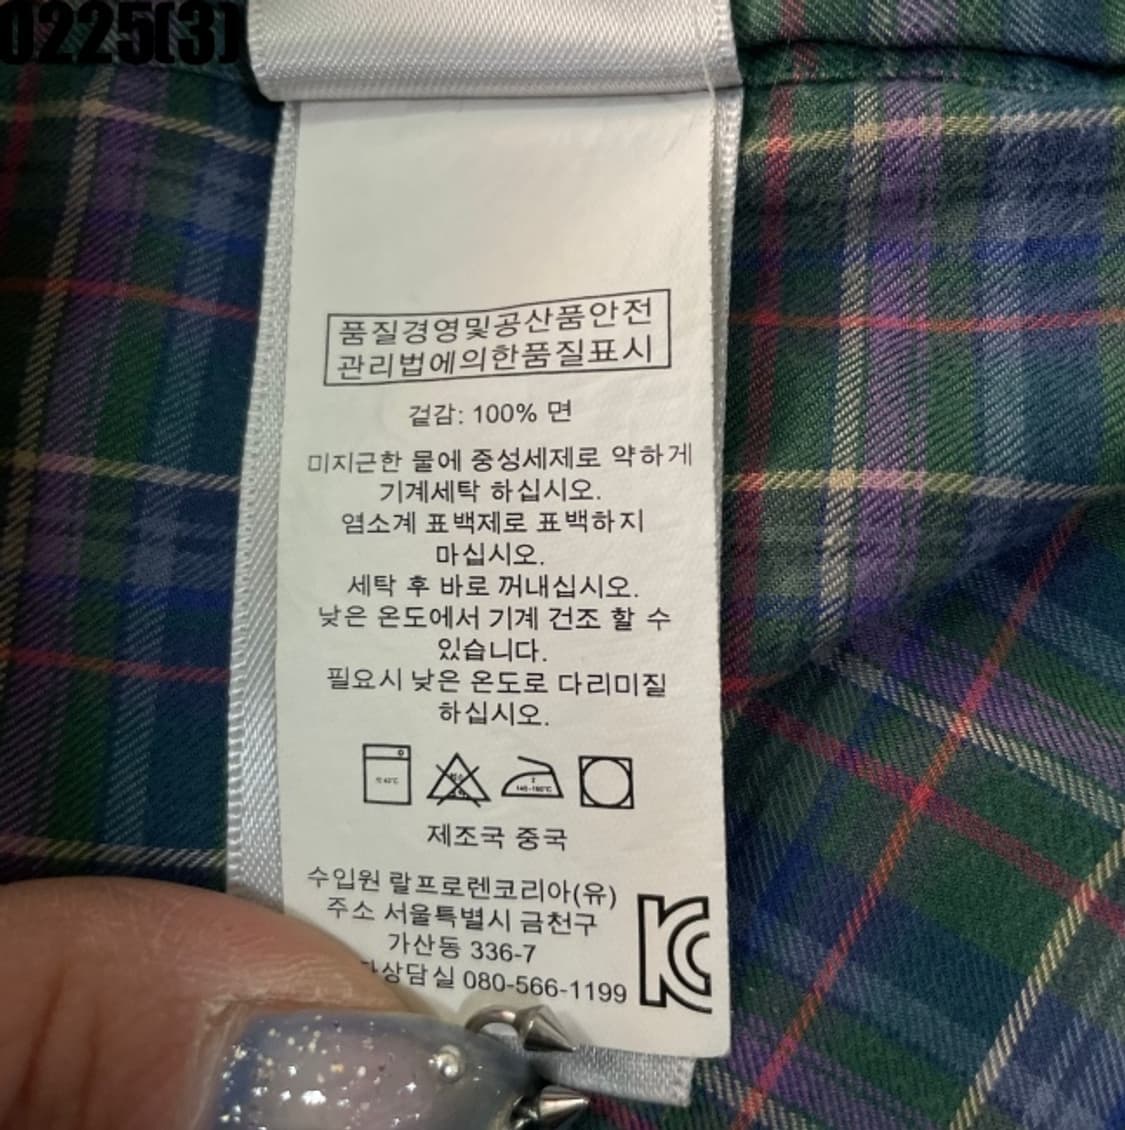 0225(3)
품질경영및공산품안전
관리법에의한품질표시
겉감: 100% 면
미지근한 물에 중성세제로 약하게
기계세탁 하십시오.
염소계 표백제로 표백하지
마십시오.
세탁 후 바로 꺼내십시오.
낮은 온도에서 기계 건조 할 수
있습니다.
필요시 낮은 온도로 다리미질
하십시오.
140-160°C
제조국 중국
수입원 랄프로렌코리아(유)
주소 서울특별시 금천구
가산동 336-7
상담실 080-566-1199
KC